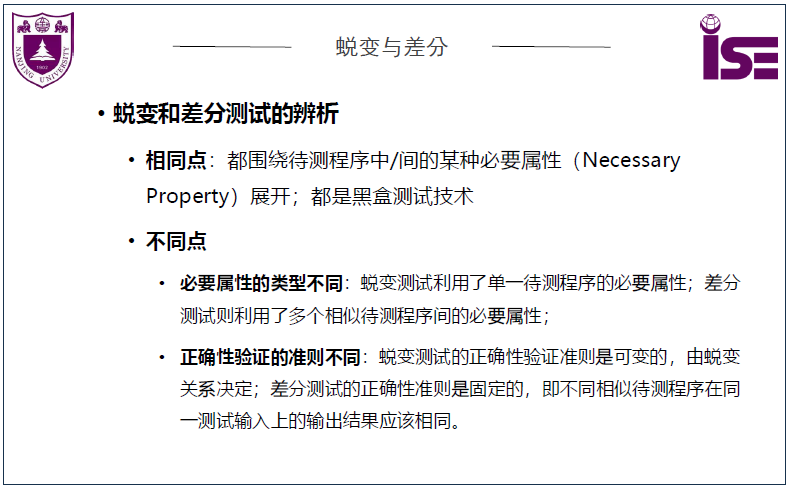 蜕变与差分
NANJING UNIVERSITY
1902
iSE
• 蜕变和差分测试的辨析
• 相同点：都围绕待测程序中/间的某种必要属性（Necessary
Property）展开；都是黑盒测试技术
• 不同点
• 必要属性的类型不同：蜕变测试利用了单一待测程序的必要属性；差分
测试则利用了多个相似待测程序间的必要属性；
• 正确性验证的准则不同：蜕变测试的正确性验证准则是可变的，由蜕变
关系决定；差分测试的正确性准则是固定的，即不同相似待测程序在同
一测试输入上的输出结果应该相同。